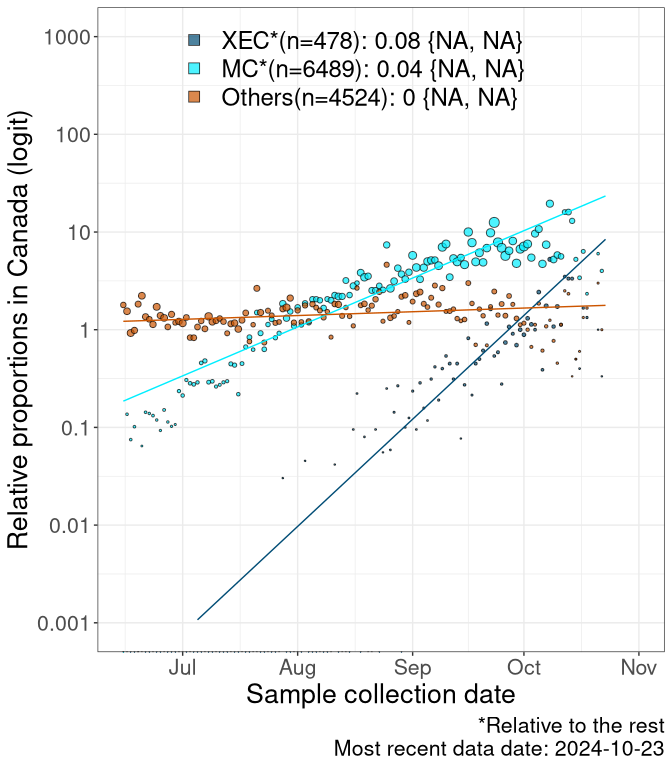 XEC*(n=478): 0.08 {NA, NA}
MC*(n=6489): 0.04 {NA, NA}
Others(n=4524): 0 {NA, NA}
Relative proportions in Canada (logit)
1000
100
10
1
0.1
0.01
0.001
Jul Aug Sep Oct Nov
Sample collection date
*Relative to the rest
Most recent data date: 2024-10-23